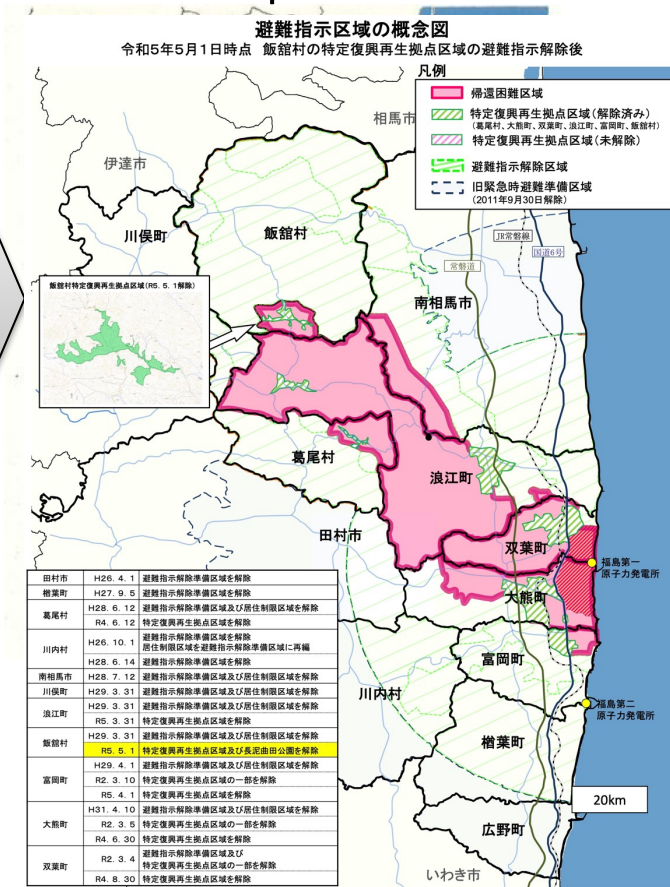 避難指示区域の概念図
令和5年5月1日時点 飯舘村の特定復興再生拠点区域の避難指示解除後
凡例
帰還困難区域
特定復興再生拠点区域(解除済み)
(葛尾村、大熊町、双葉町、浪江町、富岡町、飯舘村)
特定復興再生拠点区域(未解除)
避難指示解除区域
旧緊急時避難準備区域
(2011年9月30日解除)
相馬市
伊達市
川俣町
飯舘村
JR常磐線
国道6号
常磐道
飯舘村特定復興再生拠点区域(R5.5.1解除)
南相馬市
葛尾村
浪江町
田村市
双葉町
福島第一
原子力発電所
大熊町
富岡町
川内村
福島第二
原子力発電所
楢葉町
20km
広野町
いわき市
田村市 H26.4.1 避難指示解除準備区域を解除
楢葉町 H27.9.5 避難指示解除準備区域を解除
葛尾村 H28.6.12 避難指示解除準備区域及び居住制限区域を解除
R4.6.12 特定復興再生拠点区域を解除
川内村 H26.10.1 避難指示解除準備区域を解除
居住制限区域を避難指示解除準備区域に再編
H28.6.14 避難指示解除準備区域を解除
南相馬市 H28.7.12 避難指示解除準備区域及び居住制限区域を解除
川俣町 H29.3.31 避難指示解除準備区域及び居住制限区域を解除
浪江町 H29.3.31 避難指示解除準備区域及び居住制限区域を解除
R5.3.31 特定復興再生拠点区域を解除
飯舘村 H29.3.31 避難指示解除準備区域及び居住制限区域を解除
R5.5.1 特定復興再生拠点区域及び長泥曲田公園を解除
富岡町 H29.4.1 避難指示解除準備区域及び居住制限区域を解除
R2.3.10 特定復興再生拠点区域の一部を解除
R5.4.1 特定復興再生拠点区域を解除
大熊町 H31.4.10 避難指示解除準備区域及び居住制限区域を解除
R2.3.5 特定復興再生拠点区域の一部を解除
R4.6.30 特定復興再生拠点区域を解除
双葉町 R2.3.4 避難指示解除準備区域及び
特定復興再生拠点区域の一部を解除
R4.8.30 特定復興再生拠点区域を解除